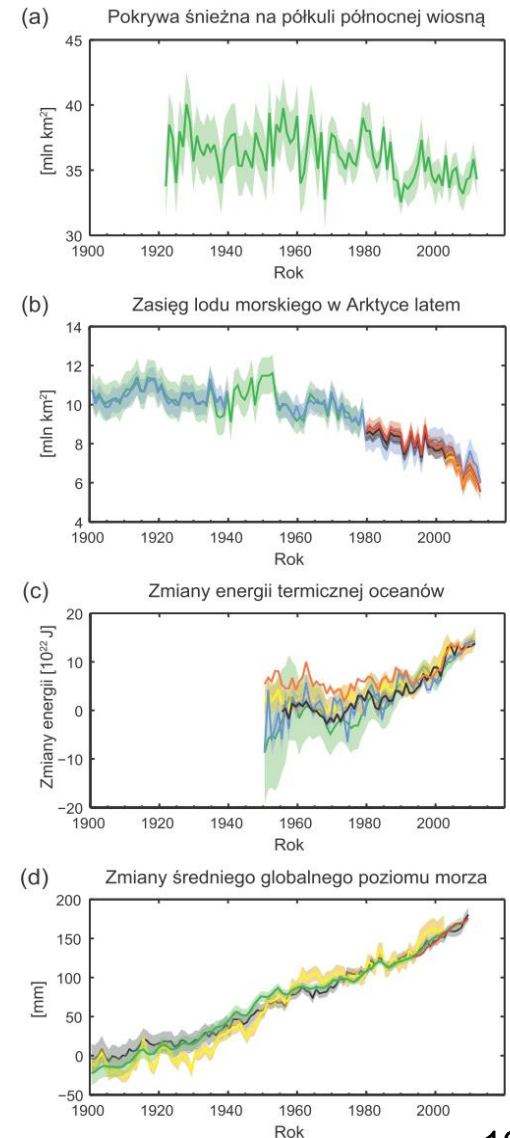 (a) Pokrywa śnieżna na półkuli północnej wiosną
45
40
35
30
[mln km²]
1900 1920 1940 1960 1980 2000
Rok
(b) Zasięg lodu morskiego w Arktyce latem
14
12
10
8
6
4
[mln km²]
1900 1920 1940 1960 1980 2000
Rok
(c) Zmiany energii termicznej oceanów
20
10
0
−10
−20
Zmiany energii [10²² J]
1900 1920 1940 1960 1980 2000
Rok
(d) Zmiany średniego globalnego poziomu morza
200
150
100
50
0
−50
[mm]
1900 1920 1940 1960 1980 2000
Rok